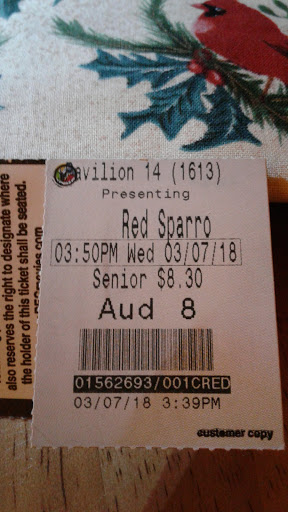 avilion 14 (1613)
Presenting
Red Sparro
03:50PM Wed 03/07/18
Senior $8.30
Aud 8
01562693/001CRED
03/07/18 3:39PM
customer copy
also reserves the right to designate where
the holder of this ticket shall be seated.